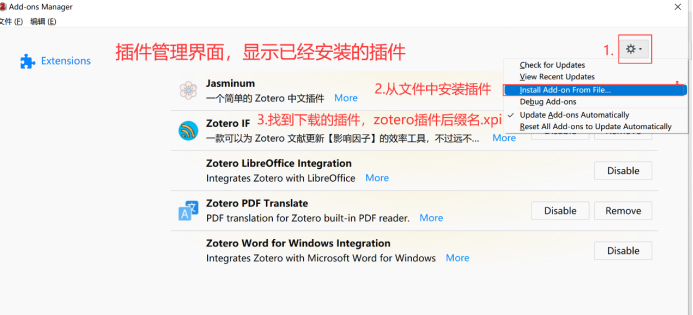 Add-ons Manager
文件 (F) 编辑 (E)
Extensions
插件管理界面，显示已经安装的插件
1.
Check for Updates
View Recent Updates
Install Add-on From File...
Debug Add-ons
Update Add-ons Automatically
Reset All Add-ons to Update Automatically
Jasminum
一个简单的 Zotero 中文插件 More
2.从文件中安装插件
3.找到下载的插件，zotero插件后缀名.xpi
Zotero IF
一款可以为 Zotero 文献更新【影响因子】的效率工具，不过远不... More
Zotero LibreOffice Integration
Integrates Zotero with LibreOffice More
Disable
Zotero PDF Translate
PDF translation for Zotero built-in PDF reader. More
Disable Remove
Zotero Word for Windows Integration
Integrates Zotero with Microsoft Word for Windows More
Disable